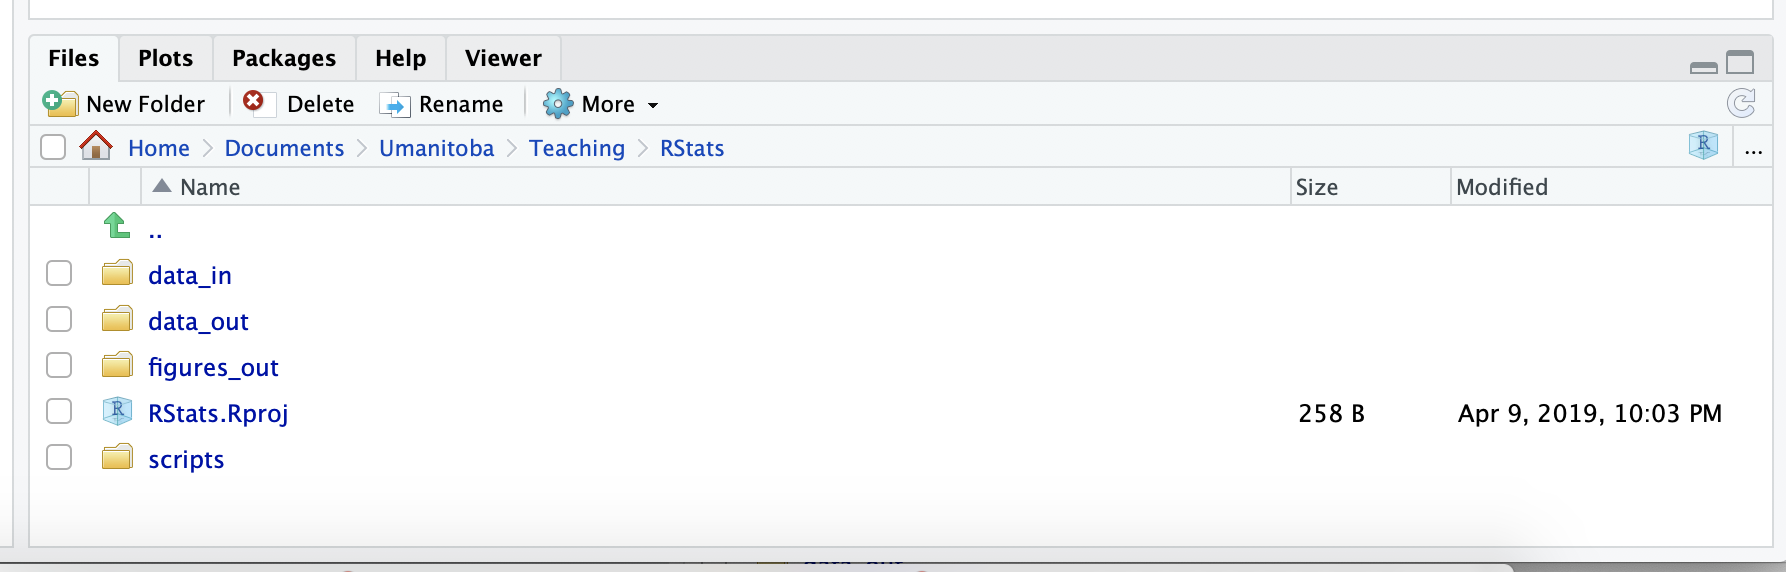 Files Plots Packages Help Viewer
New Folder Delete Rename More
Home Documents Umanitoba Teaching RStats R ...
Name Size Modified
..
data_in
data_out
figures_out
R RStats.Rproj 258 B Apr 9, 2019, 10:03 PM
scripts